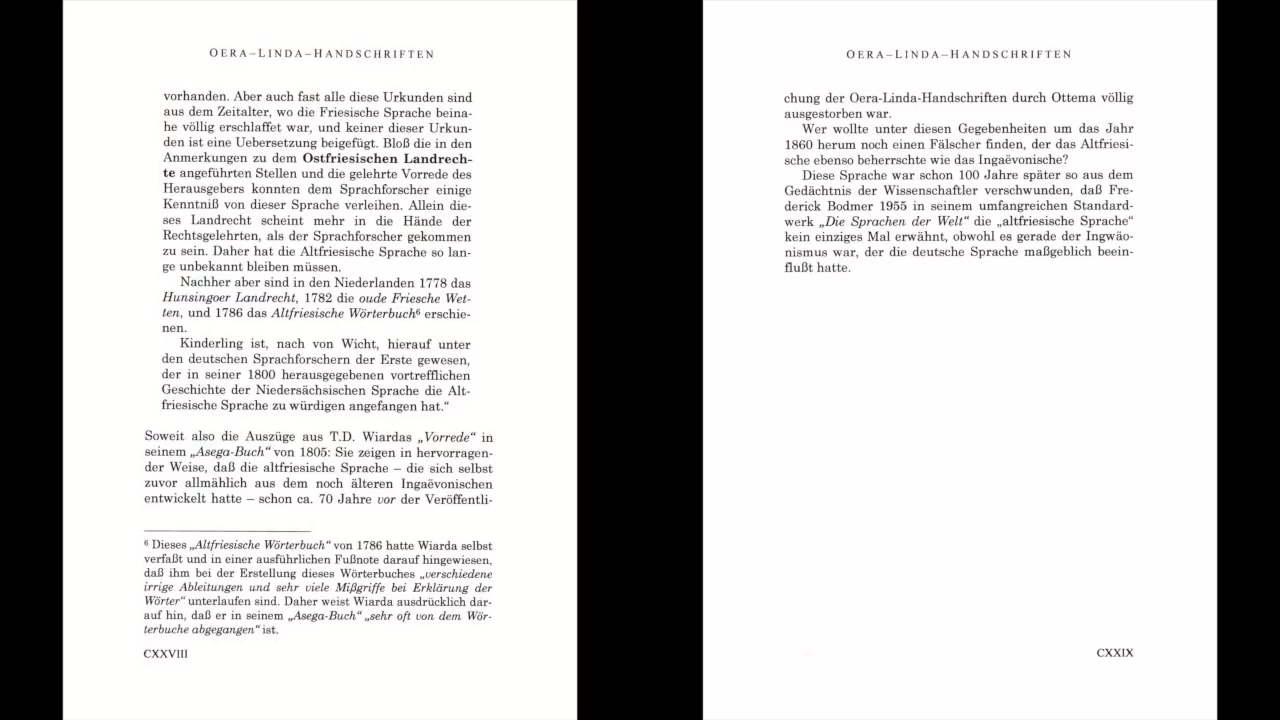 OERA–LINDA–HANDSCHRIFTEN
vorhanden. Aber auch fast alle diese Urkunden sind
aus dem Zeitalter, wo die Friesische Sprache beina-
he völlig erschlaffet war, und keiner dieser Urkun-
den ist eine Uebersetzung beigefügt. Bloß die in den
Anmerkungen zu dem Ostfriesischen Landrech-
te angeführten Stellen und die gelehrte Vorrede des
Herausgebers konnten dem Sprachforscher einige
Kenntniß von dieser Sprache verleihen. Allein die-
ses Landrecht scheint mehr in die Hände der
Rechtsgelehrten, als der Sprachforscher gekommen
zu sein. Daher hat die Altfriesische Sprache so lan-
ge unbekannt bleiben müssen.
Nachher aber sind in den Niederlanden 1778 das
Hunsingoer Landrecht, 1782 die oude Friesche Wet-
ten, und 1786 das Altfriesische Wörterbuch⁶ erschie-
nen.
Kinderling ist, nach von Wicht, hierauf unter
den deutschen Sprachforschern der Erste gewesen,
der in seiner 1800 herausgegebenen vortrefflichen
Geschichte der Niedersächsischen Sprache die Alt-
friesische Sprache zu würdigen angefangen hat.“
Soweit also die Auszüge aus T.D. Wiardas „Vorrede“ in
seinem „Asega-Buch“ von 1805: Sie zeigen in hervorragen-
der Weise, daß die altfriesische Sprache – die sich selbst
zuvor allmählich aus dem noch älteren Ingaëvonischen
entwickelt hatte – schon ca. 70 Jahre vor der Veröffentli-
⁶ Dieses „Altfriesische Wörterbuch“ von 1786 hatte Wiarda selbst
verfaßt und in einer ausführlichen Fußnote darauf hingewiesen,
daß ihm bei der Erstellung dieses Wörterbuches „verschiedene
irrige Ableitungen und sehr viele Mißgriffe bei Erklärung der
Wörter“ unterlaufen sind. Daher weist Wiarda ausdrücklich dar-
auf hin, daß er in seinem „Asega-Buch“ „sehr oft von dem Wör-
terbuche abgegangen“ ist.
CXXVIII
OERA–LINDA–HANDSCHRIFTEN
chung der Oera-Linda-Handschriften durch Ottema völlig
ausgestorben war.
Wer wollte unter diesen Gegebenheiten um das Jahr
1860 herum noch einen Fälscher finden, der das Altfriesi-
sche ebenso beherrschte wie das Ingaëvonische?
Diese Sprache war schon 100 Jahre später so aus dem
Gedächtnis der Wissenschaftler verschwunden, daß Fre-
derick Bodmer 1955 in seinem umfangreichen Standard-
werk „Die Sprachen der Welt“ die „altfriesische Sprache“
kein einziges Mal erwähnt, obwohl es gerade der Ingwäo-
nismus war, der die deutsche Sprache maßgeblich beein-
flußt hatte.
CXXIX